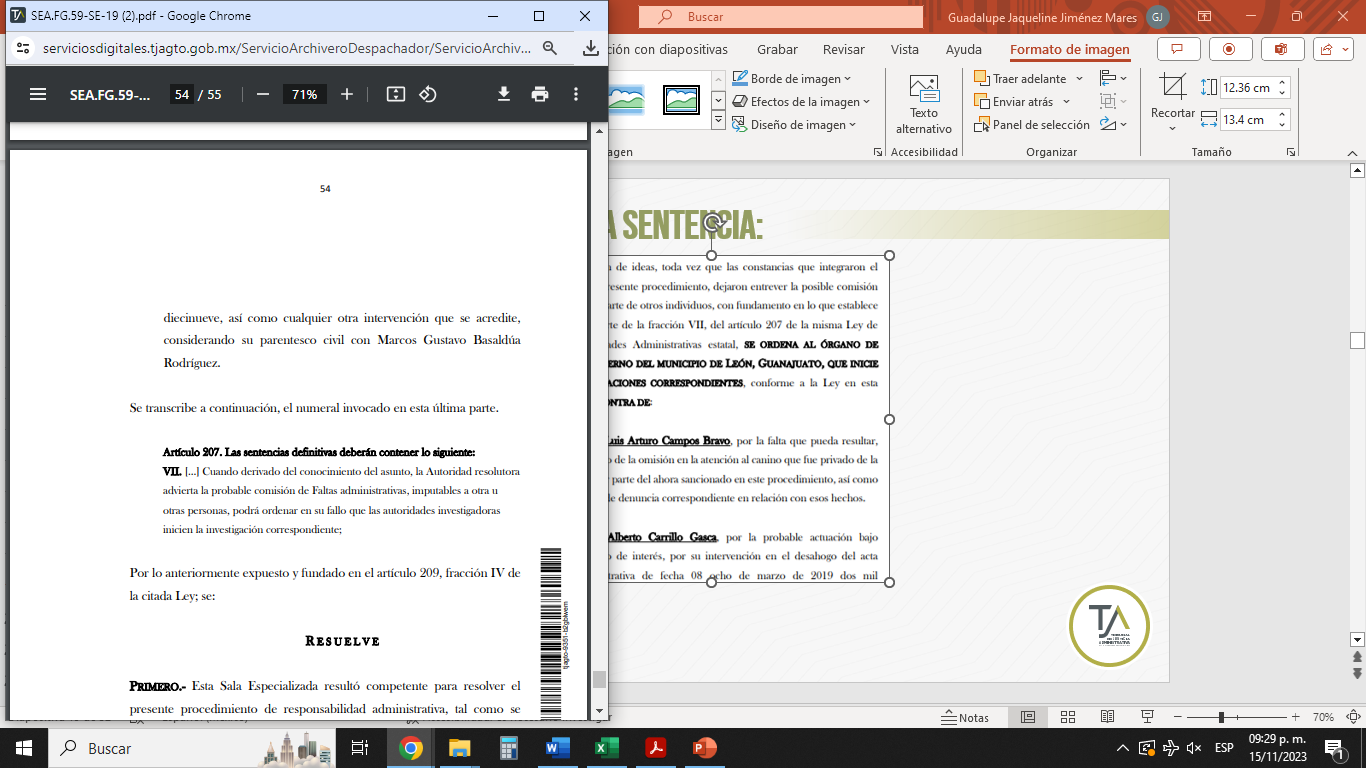 SEA.FG.59-SE-19 (2).pdf - Google Chrome
serviciosdigitales.tjagto.gob.mx/ServicioArchiveroDespachador/ServicioArchiv...
SEA.FG.59-...
54 / 55
71%
54
diecinueve, así como cualquier otra intervención que se acredite,
considerando su parentesco civil con Marcos Gustavo Basaldúa
Rodríguez.
Se transcribe a continuación, el numeral invocado en esta última parte.
Artículo 207. Las sentencias definitivas deberán contener lo siguiente:
VII. [...] Cuando derivado del conocimiento del asunto, la Autoridad resolutora
advierta la probable comisión de Faltas administrativas, imputables a otra u
otras personas, podrá ordenar en su fallo que las autoridades investigadoras
inicien la investigación correspondiente;
Por lo anteriormente expuesto y fundado en el artículo 209, fracción IV de
la citada Ley; se:
RESUELVE
PRIMERO.- Esta Sala Especializada resultó competente para resolver el
presente procedimiento de responsabilidad administrativa, tal como se
Buscar
Guadalupe Jaqueline Jiménez Mares
GJ
ción con diapositivas
Grabar
Revisar
Vista
Ayuda
Formato de imagen
Borde de imagen
Efectos de la imagen
Diseño de imagen
Texto
alternativo
Traer adelante
Enviar atrás
Panel de selección
Recortar
12.36 cm
13.4 cm
agen
Accesibilidad
Organizar
Tamaño
A SENTENCIA:
n de ideas, toda vez que las constancias que integraron el
resente procedimiento, dejaron entrever la posible comisión
arte de otros individuos, con fundamento en lo que establece
rte de la fracción VII, del artículo 207 de la misma Ley de
ades Administrativas estatal, SE ORDENA AL ÓRGANO DE
ERNO DEL MUNICIPIO DE LEÓN, GUANAJUATO, QUE INICIE
ACIONES CORRESPONDIENTES, conforme a la Ley en esta
ONTRA DE:
Luis Arturo Campos Bravo, por la falta que pueda resultar,
o de la omisión en la atención al canino que fue privado de la
r parte del ahora sancionado en este procedimiento, así como
de denuncia correspondiente en relación con esos hechos.
Alberto Carrillo Gasca, por la probable actuación bajo
o de interés, por su intervención en el desahogo del acta
trativa de fecha 08 ocho de marzo de 2019 dos mil
TJA
Notas
70%
Buscar
ESP
09:29 p. m.
15/11/2023
1